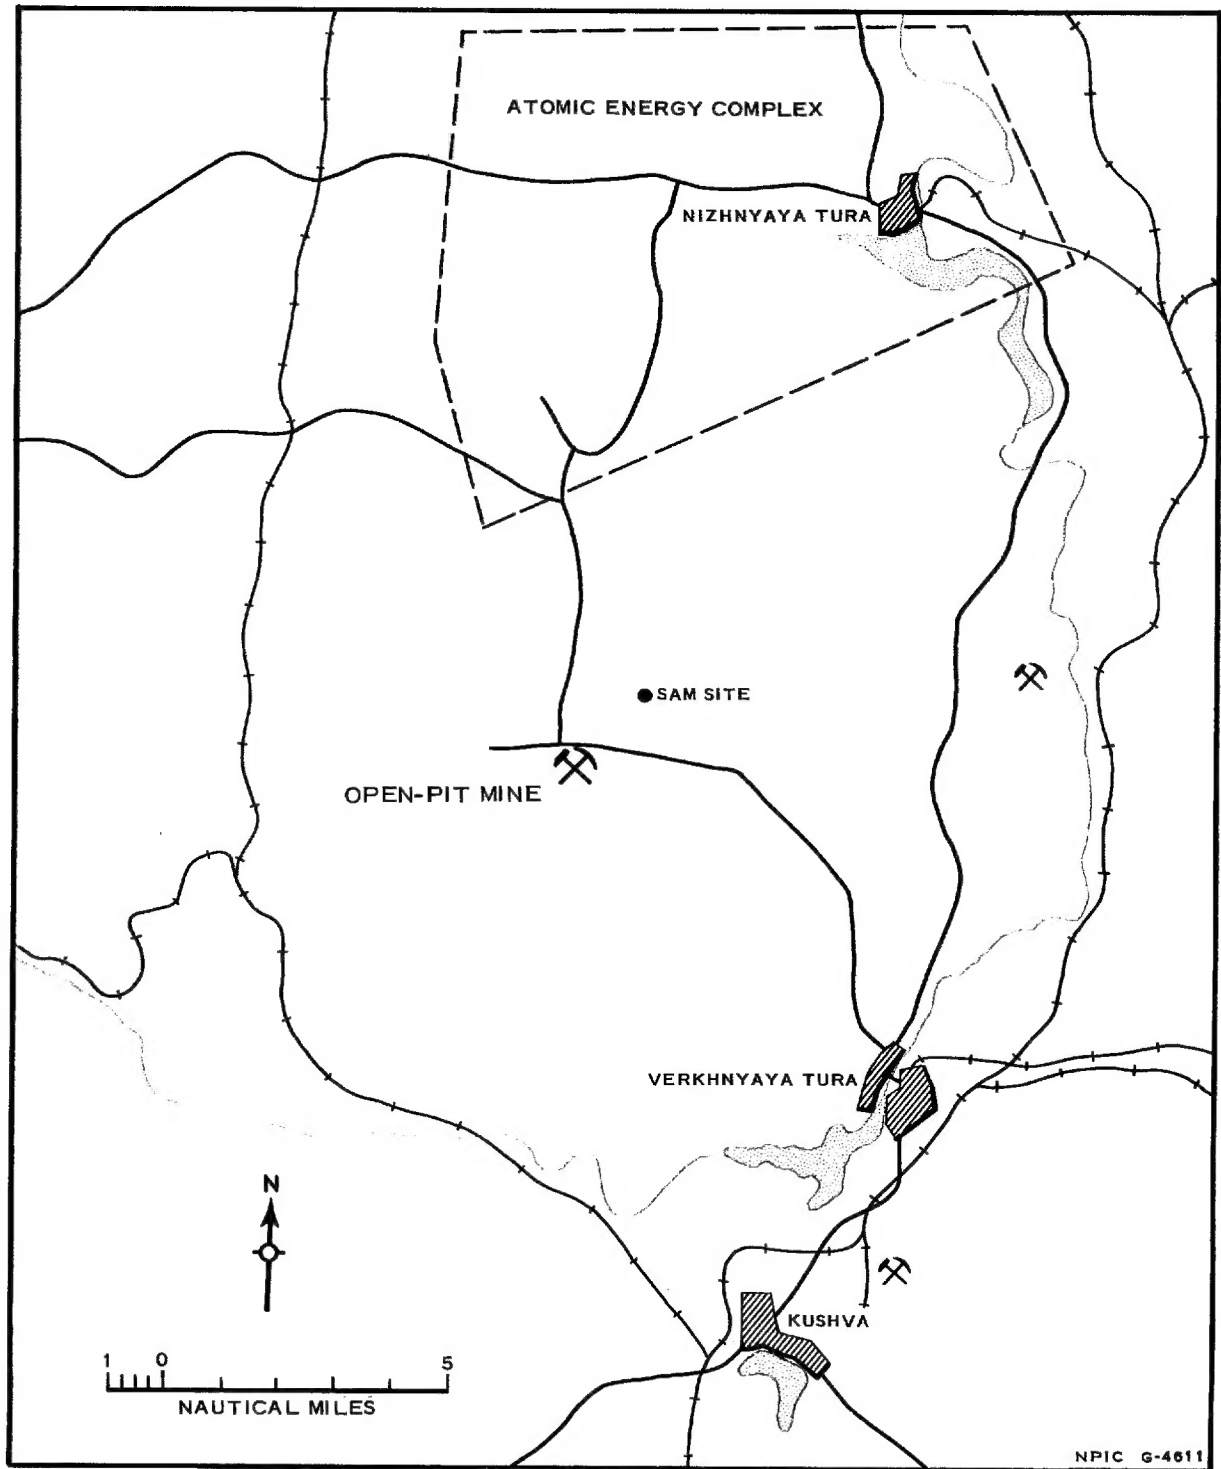 ATOMIC ENERGY COMPLEX
NIZHNYAYA TURA
SAM SITE
OPEN-PIT MINE
VERKHNYAYA TURA
N
KUSHVA
1 0 5
NAUTICAL MILES
NPIC G-4611